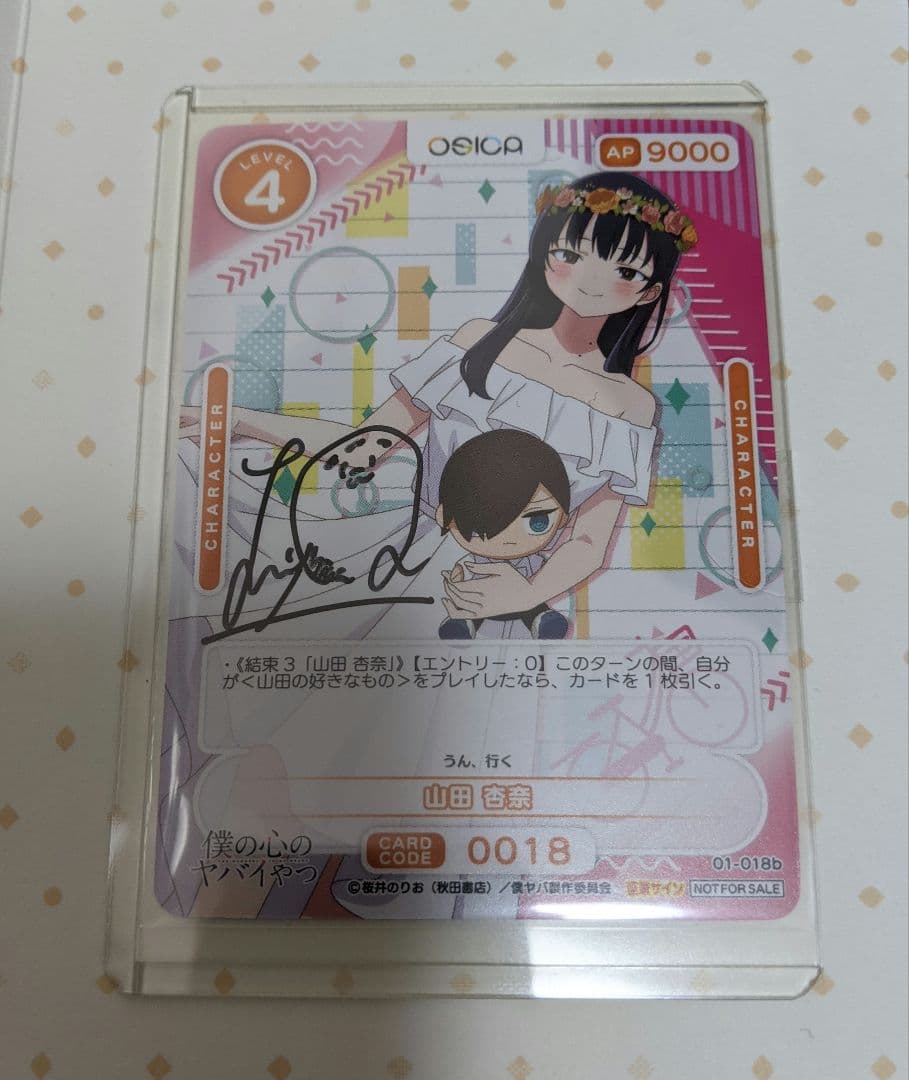 OSICA
LEVEL
4
AP 9000
CHARACTER
CHARACTER
・《結束3「山田 杏奈」》【エントリー：0】このターンの間、自分
が＜山田の好きなもの＞をプレイしたなら、カードを1枚引く。
うん、行く
山田 杏奈
僕の心の
ヤバイやつ
CARD
CODE
0018
01-018b
©桜井のりお（秋田書店）／僕ヤバ製作委員会
サイン
NOT FOR SALE